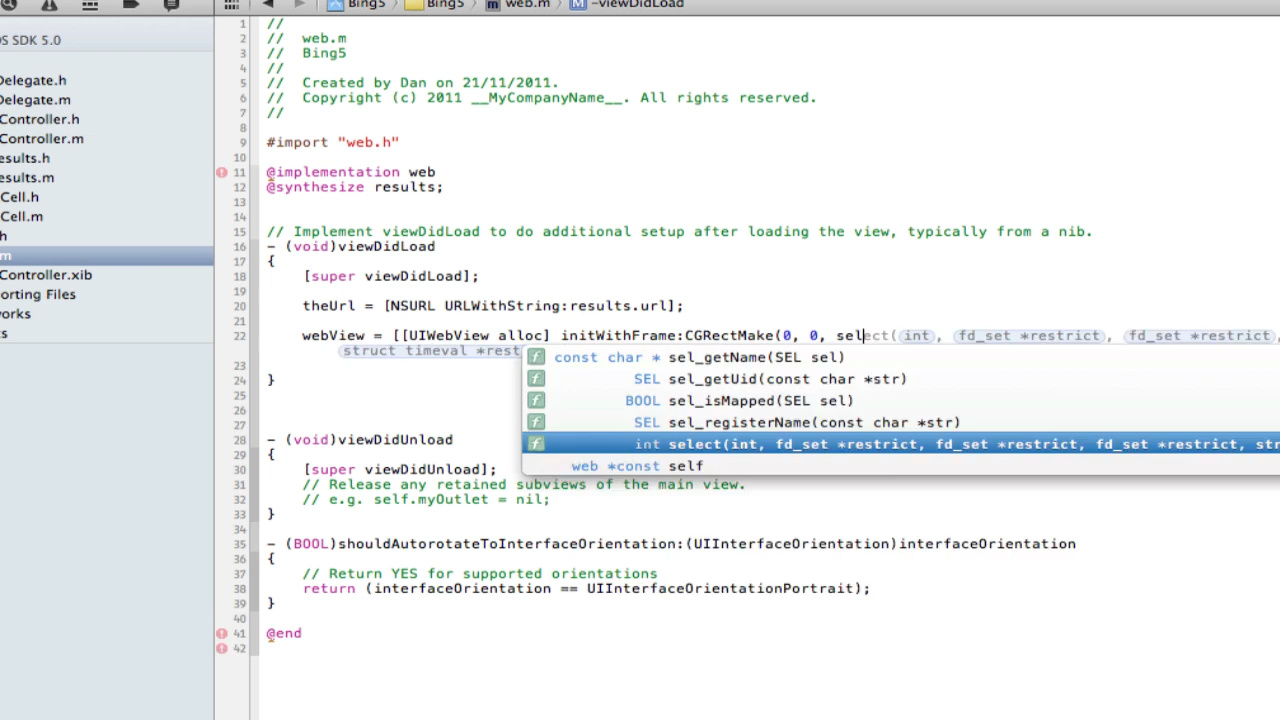 Bing5 Bing5 web.m M -viewDidLoad
OS SDK 5.0
Delegate.h
Delegate.m
Controller.h
Controller.m
esults.h
esults.m
Cell.h
Cell.m
h
m
Controller.xib
orting Files
works
s
1 //
2 // web.m
3 // Bing5
4 //
5 // Created by Dan on 21/11/2011.
6 // Copyright (c) 2011 __MyCompanyName__. All rights reserved.
7 //
8
9 #import "web.h"
10
11 @implementation web
12 @synthesize results;
13
14
15 // Implement viewDidLoad to do additional setup after loading the view, typically from a nib.
16 - (void)viewDidLoad
17 {
18 [super viewDidLoad];
19
20 theUrl = [NSURL URLWithString:results.url];
21
22 webView = [[UIWebView alloc] initWithFrame:CGRectMake(0, 0, select(int, fd_set *restrict, fd_set *restrict,
struct timeval *rest
f const char * sel_getName(SEL sel)
f SEL sel_getUid(const char *str)
f BOOL sel_isMapped(SEL sel)
f SEL sel_registerName(const char *str)
f int select(int, fd_set *restrict, fd_set *restrict, fd_set *restrict, str
web *const self
23
24 }
25
26
27
28 - (void)viewDidUnload
29 {
30 [super viewDidUnload];
31 // Release any retained subviews of the main view.
32 // e.g. self.myOutlet = nil;
33 }
34
35 - (BOOL)shouldAutorotateToInterfaceOrientation:(UIInterfaceOrientation)interfaceOrientation
36 {
37 // Return YES for supported orientations
38 return (interfaceOrientation == UIInterfaceOrientationPortrait);
39 }
40
41 @end
42